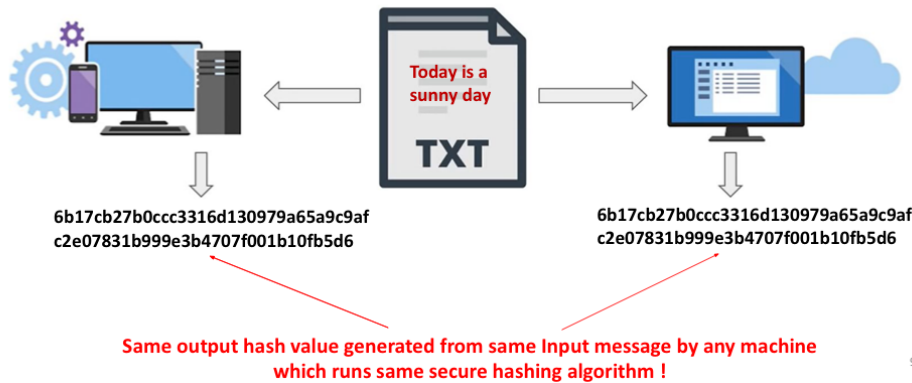 Today is a
sunny day
TXT
6b17cb27b0ccc3316d130979a65a9c9af
c2e07831b999e3b4707f001b10fb5d6
6b17cb27b0ccc3316d130979a65a9c9af
c2e07831b999e3b4707f001b10fb5d6
Same output hash value generated from same Input message by any machine
which runs same secure hashing algorithm !